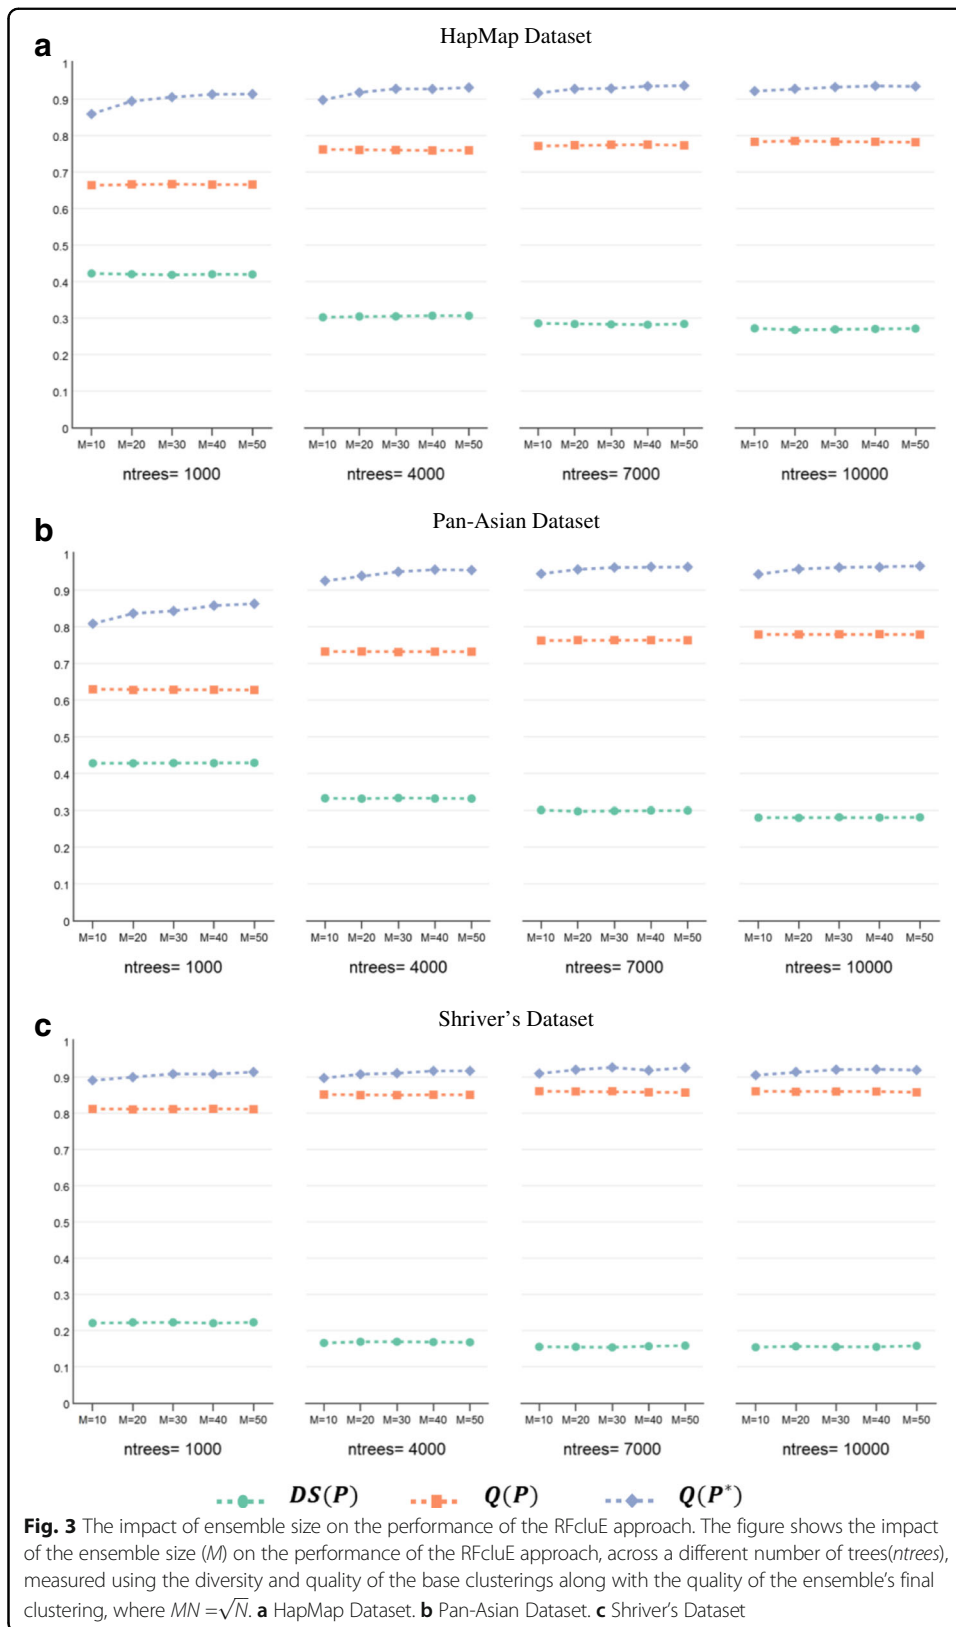 a
HapMap Dataset
1
0.9
0.8
0.7
0.6
0.5
0.4
0.3
0.2
0.1
0
M=10 M=20 M=30 M=40 M=50
M=10 M=20 M=30 M=40 M=50
M=10 M=20 M=30 M=40 M=50
M=10 M=20 M=30 M=40 M=50
ntrees= 1000
ntrees= 4000
ntrees= 7000
ntrees= 10000
b
Pan-Asian Dataset
1
0.9
0.8
0.7
0.6
0.5
0.4
0.3
0.2
0.1
0
M=10 M=20 M=30 M=40 M=50
M=10 M=20 M=30 M=40 M=50
M=10 M=20 M=30 M=40 M=50
M=10 M=20 M=30 M=40 M=50
ntrees= 1000
ntrees= 4000
ntrees= 7000
ntrees= 10000
c
Shriver's Dataset
1
0.9
0.8
0.7
0.6
0.5
0.4
0.3
0.2
0.1
0
M=10 M=20 M=30 M=40 M=50
M=10 M=20 M=30 M=40 M=50
M=10 M=20 M=30 M=40 M=50
M=10 M=20 M=30 M=40 M=50
ntrees= 1000
ntrees= 4000
ntrees= 7000
ntrees= 10000
DS(P) Q(P) Q(P*)
Fig. 3 The impact of ensemble size on the performance of the RFcluE approach. The figure shows the impact
of the ensemble size (M) on the performance of the RFcluE approach, across a different number of trees(ntrees),
measured using the diversity and quality of the base clusterings along with the quality of the ensemble's final
clustering, where MN =√N. a HapMap Dataset. b Pan-Asian Dataset. c Shriver's Dataset